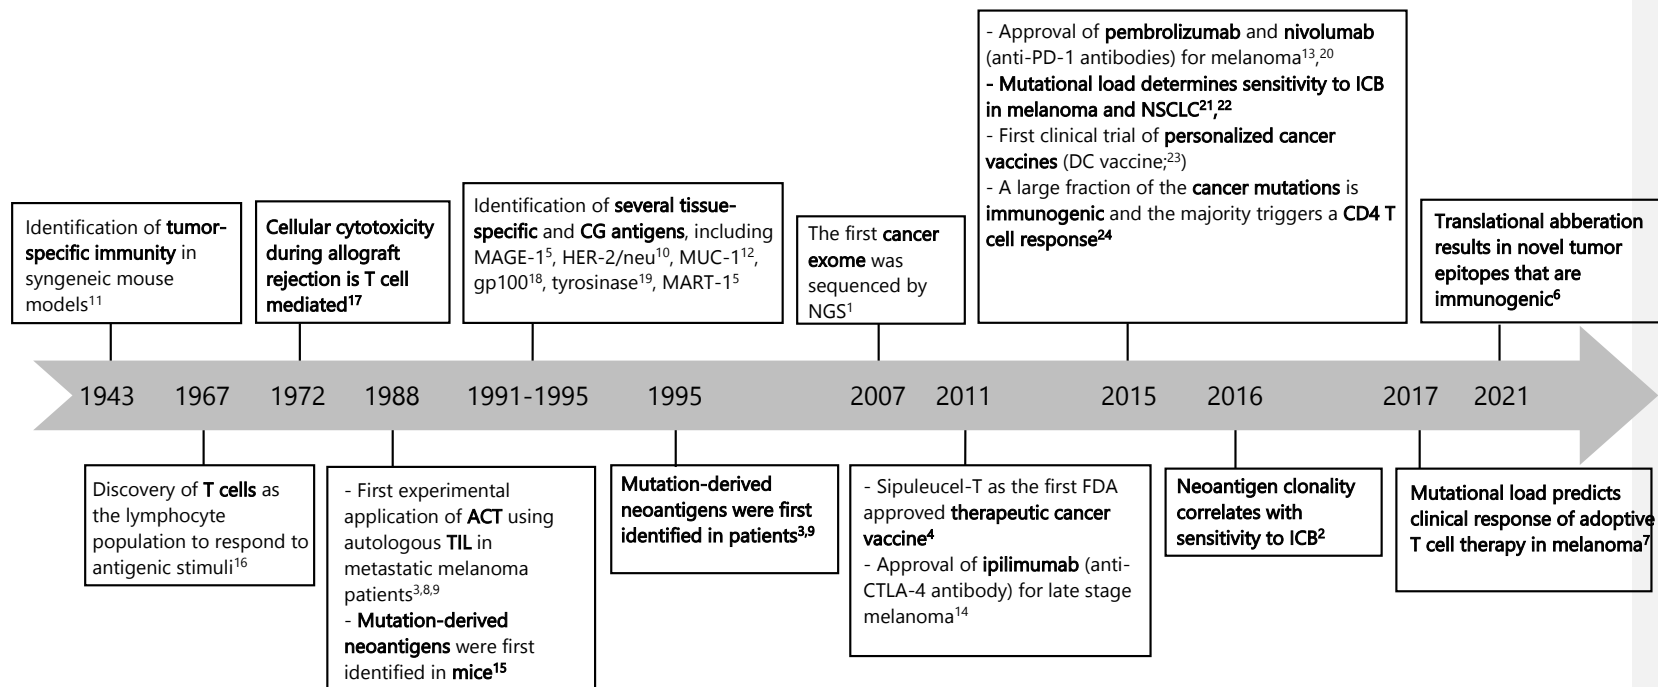 - Approval of pembrolizumab and nivolumab
(anti-PD-1 antibodies) for melanoma¹³,²⁰
- Mutational load determines sensitivity to ICB
in melanoma and NSCLC²¹,²²
- First clinical trial of personalized cancer
vaccines (DC vaccine;²³)
- A large fraction of the cancer mutations is
immunogenic and the majority triggers a CD4 T
cell response²⁴
Identification of tumor-
specific immunity in
syngeneic mouse
models¹¹
Cellular cytotoxicity
during allograft
rejection is T cell
mediated¹⁷
Identification of several tissue-
specific and CG antigens, including
MAGE-1⁵, HER-2/neu¹⁰, MUC-1¹²,
gp100¹⁸, tyrosinase¹⁹, MART-1⁵
The first cancer
exome was
sequenced by
NGS¹
Translational abberation
results in novel tumor
epitopes that are
immunogenic⁶
1943 1967 1972 1988 1991-1995 1995 2007 2011 2015 2016 2017 2021
Discovery of T cells as
the lymphocyte
population to respond to
antigenic stimuli¹⁶
- First experimental
application of ACT using
autologous TIL in
metastatic melanoma
patients³,⁸,⁹
- Mutation-derived
neoantigens were first
identified in mice¹⁵
Mutation-derived
neoantigens were first
identified in patients³,⁹
- Sipuleucel-T as the first FDA
approved therapeutic cancer
vaccine⁴
- Approval of ipilimumab (anti-
CTLA-4 antibody) for late stage
melanoma¹⁴
Neoantigen clonality
correlates with
sensitivity to ICB²
Mutational load predicts
clinical response of adoptive
T cell therapy in melanoma⁷